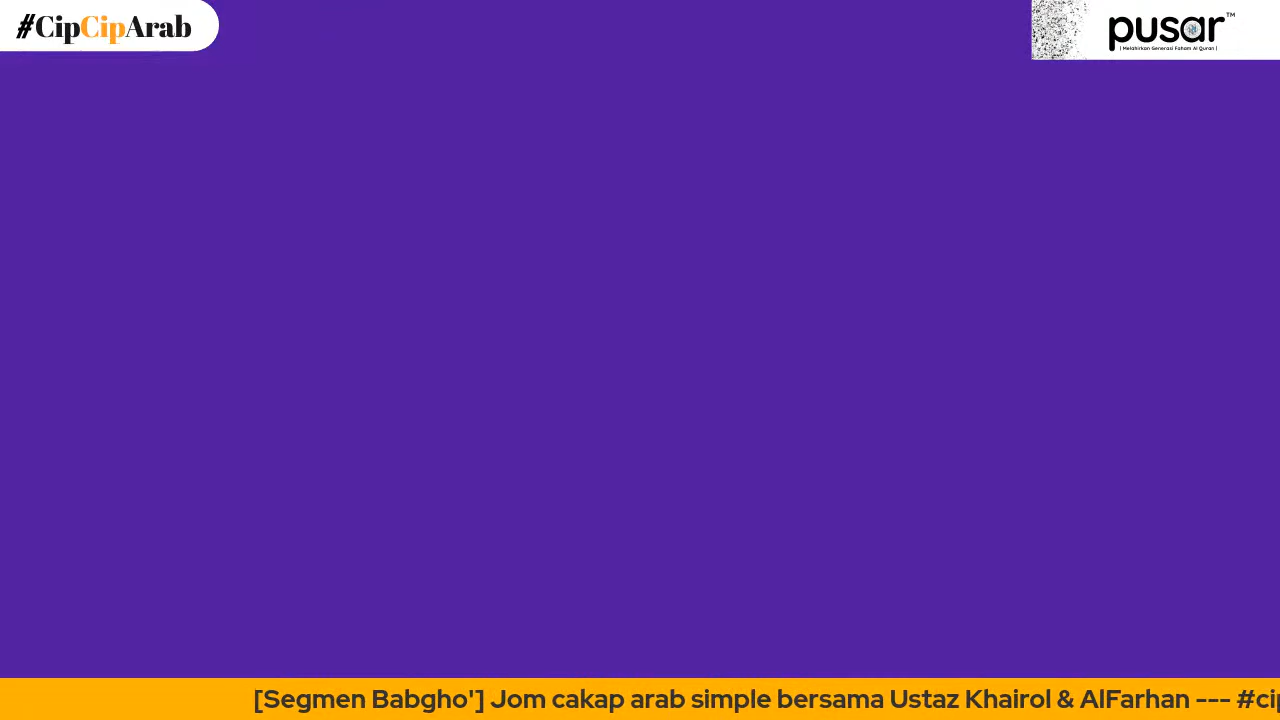 #CipCipArab
pusar™
| Melahirkan Generasi Faham Al Quran |
[Segmen Babgho'] Jom cakap arab simple bersama Ustaz Khairol & AlFarhan --- #cip